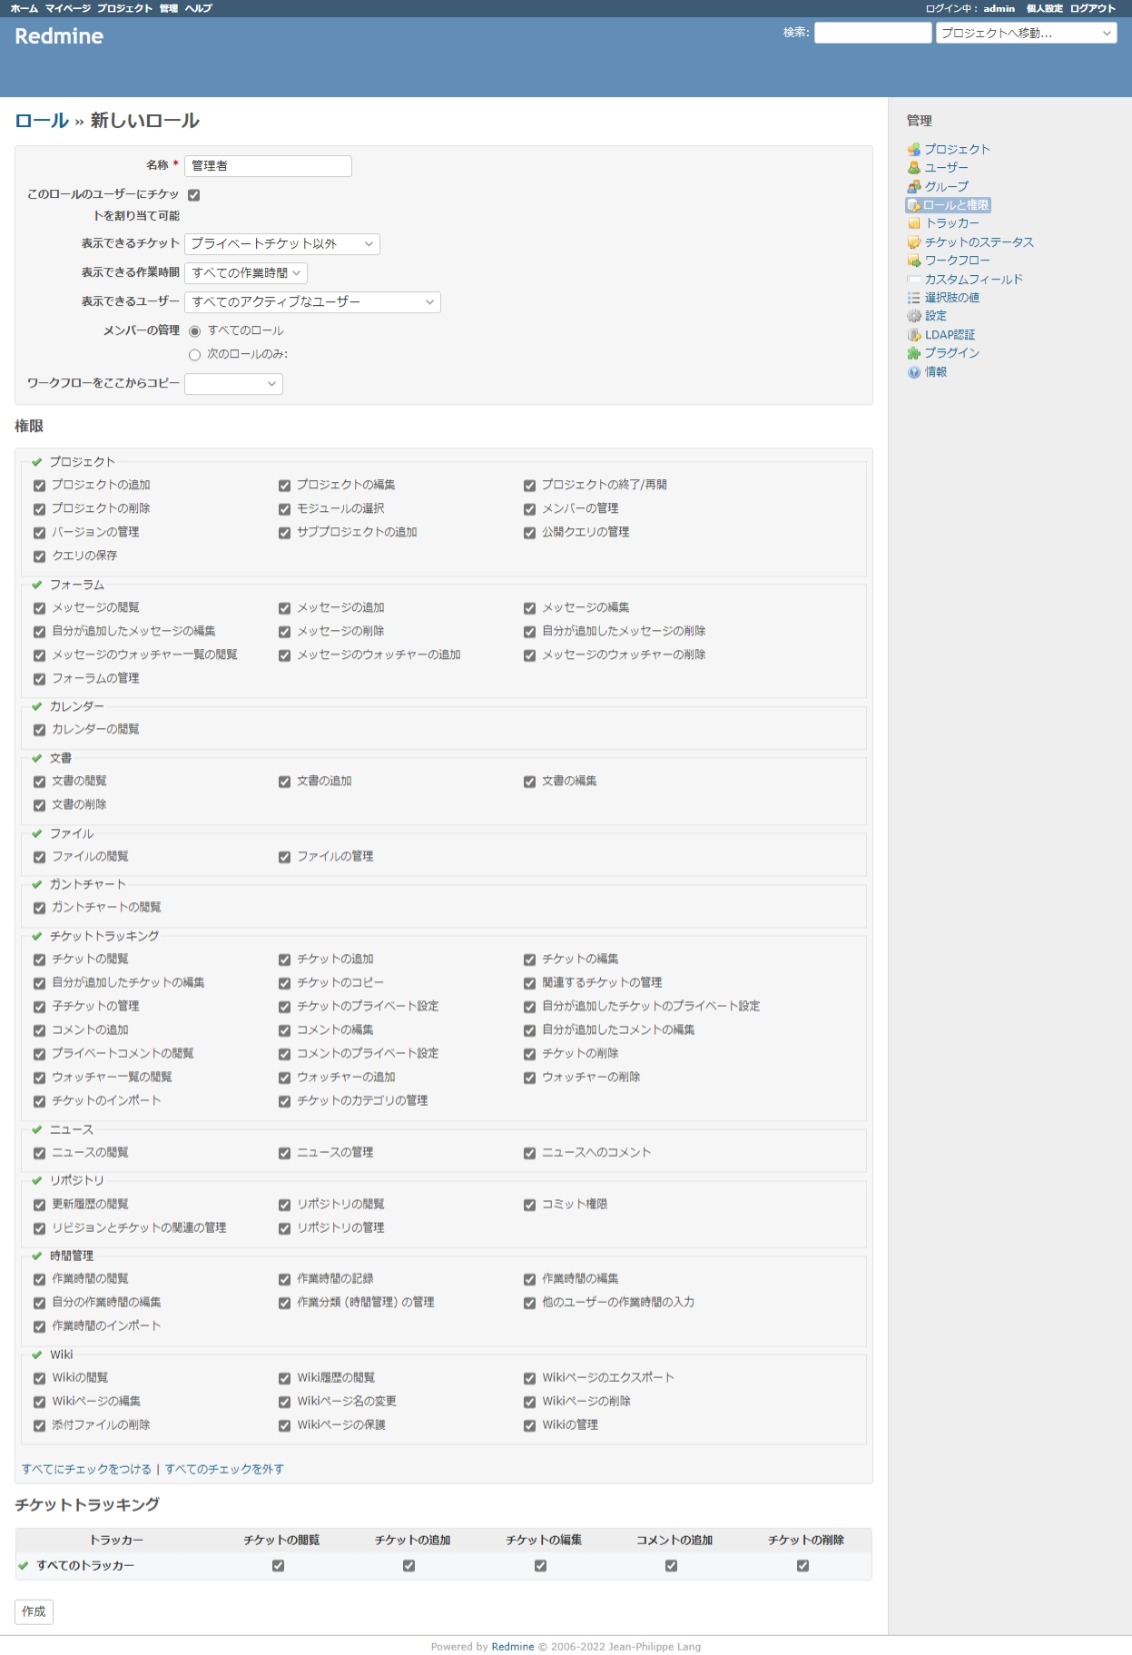 ホーム マイページ プロジェクト 管理 ヘルプ
ログイン中： admin 個人設定 ログアウト
Redmine
検索: プロジェクトへ移動...
ロール » 新しいロール
名称 * 管理者
このロールのユーザーにチケットを割り当て可能
表示できるチケット プライベートチケット以外
表示できる作業時間 すべての作業時間
表示できるユーザー すべてのアクティブなユーザー
メンバーの管理 すべてのロール
次のロールのみ:
ワークフローをここからコピー
権限
プロジェクト
プロジェクトの追加 プロジェクトの編集 プロジェクトの終了/再開
プロジェクトの削除 モジュールの選択 メンバーの管理
バージョンの管理 サブプロジェクトの追加 公開クエリの管理
クエリの保存
フォーラム
メッセージの閲覧 メッセージの追加 メッセージの編集
自分が追加したメッセージの編集 メッセージの削除 自分が追加したメッセージの削除
メッセージのウォッチャー一覧の閲覧 メッセージのウォッチャーの追加 メッセージのウォッチャーの削除
フォーラムの管理
カレンダー
カレンダーの閲覧
文書
文書の閲覧 文書の追加 文書の編集
文書の削除
ファイル
ファイルの閲覧 ファイルの管理
ガントチャート
ガントチャートの閲覧
チケットトラッキング
チケットの閲覧 チケットの追加 チケットの編集
自分が追加したチケットの編集 チケットのコピー 関連するチケットの管理
子チケットの管理 チケットのプライベート設定 自分が追加したチケットのプライベート設定
コメントの追加 コメントの編集 自分が追加したコメントの編集
プライベートコメントの閲覧 コメントのプライベート設定 チケットの削除
ウォッチャー一覧の閲覧 ウォッチャーの追加 ウォッチャーの削除
チケットのインポート チケットのカテゴリの管理
ニュース
ニュースの閲覧 ニュースの管理 ニュースへのコメント
リポジトリ
更新履歴の閲覧 リポジトリの閲覧 コミット権限
リビジョンとチケットの関連の管理 リポジトリの管理
時間管理
作業時間の閲覧 作業時間の記録 作業時間の編集
自分の作業時間の編集 作業分類 (時間管理) の管理 他のユーザーの作業時間の入力
作業時間のインポート
Wiki
Wikiの閲覧 Wiki履歴の閲覧 Wikiページのエクスポート
Wikiページの編集 Wikiページ名の変更 Wikiページの削除
添付ファイルの削除 Wikiページの保護 Wikiの管理
すべてにチェックをつける | すべてのチェックを外す
チケットトラッキング
トラッカー チケットの閲覧 チケットの追加 チケットの編集 コメントの追加 チケットの削除
すべてのトラッカー
作成
管理
プロジェクト
ユーザー
グループ
ロールと権限
トラッカー
チケットのステータス
ワークフロー
カスタムフィールド
選択肢の値
設定
LDAP認証
プラグイン
情報
Powered by Redmine © 2006-2022 Jean-Philippe Lang